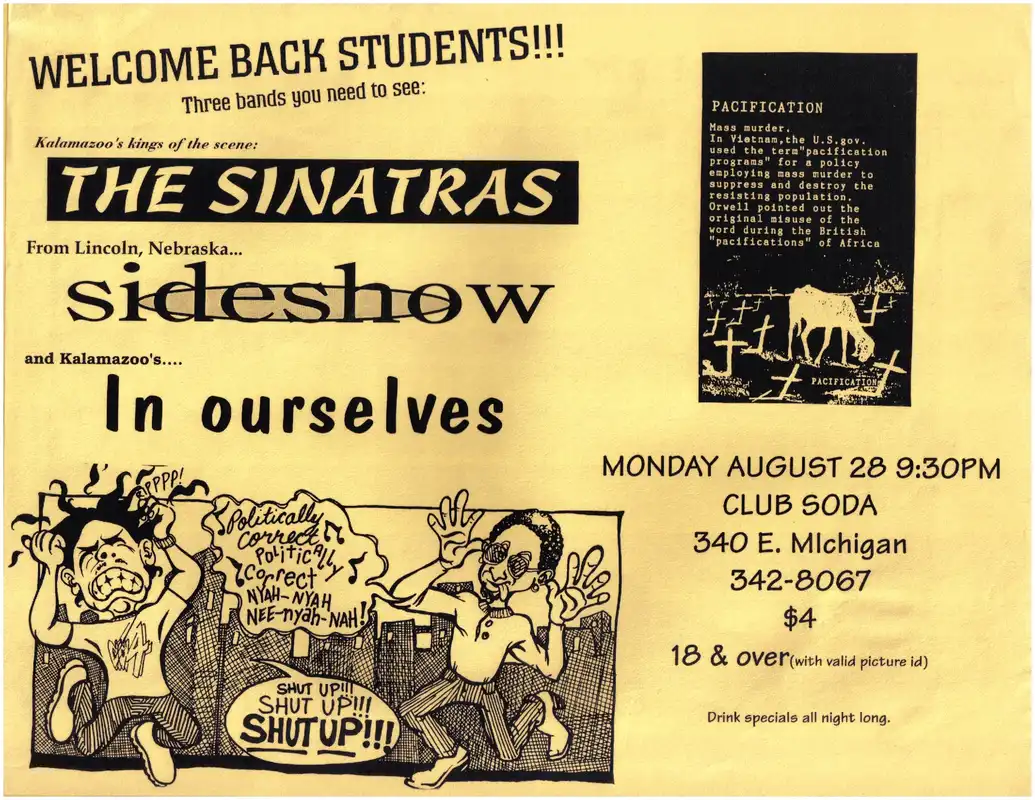 WELCOME BACK STUDENTS!!!
Three bands you need to see:
Kalamazoo's kings of the scene:
THE SINATRAS
From Lincoln, Nebraska...
sideshow
and Kalamazoo's....
In ourselves
PACIFICATION
Mass murder.
In Vietnam,the U.S.gov.
used the term"pacification
programs" for a policy
employing mass murder to
suppress and destroy the
resisting population.
Orwell pointed out the
original misuse of the
word during the British
"pacifications" of Africa
PACIFICATION
MONDAY AUGUST 28 9:30PM
CLUB SODA
340 E. MIchigan
342-8067
$4
18 & over(with valid picture id)
Drink specials all night long.
Politically
Correct
Politically
Correct
NYAH-NYAH
NEE-nyah-NAH!
SHUT UP!!!
SHUT UP!!!
SHUT UP!!!